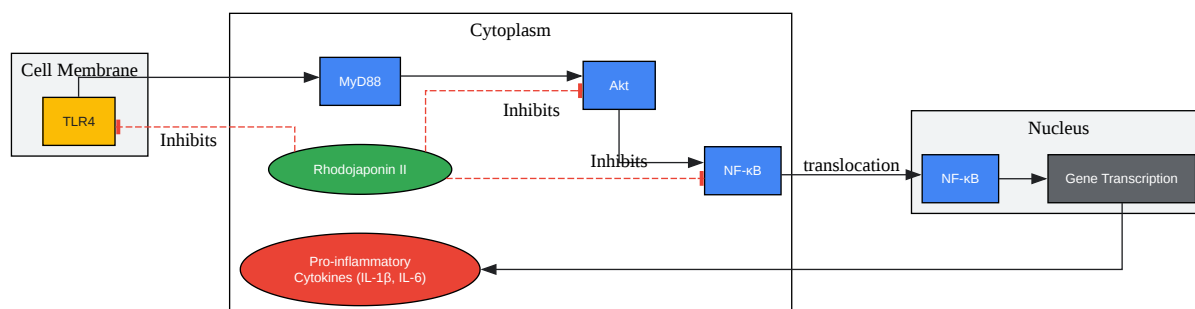 Cytoplasm
Cell Membrane
MyD88
Akt
TLR4
Inhibits
Inhibits
Nucleus
Rhodojaponin II
Inhibits
NF-κB
translocation
NF-κB
Gene Transcription
Pro-inflammatory
Cytokines (IL-1β, IL-6)